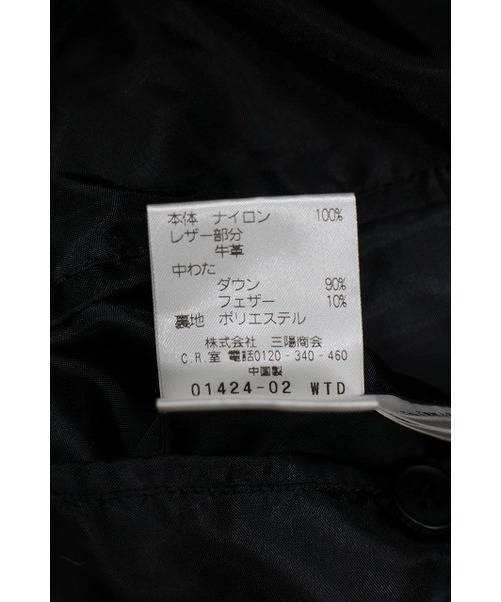 本体 ナイロン 100%
レザー部分
牛革
中わた
ダウン 90%
フェザー 10%
裏地 ポリエステル
株式会社 三陽商会
C.R.室 電話0120-340-460
中国製
01424-02 WTD